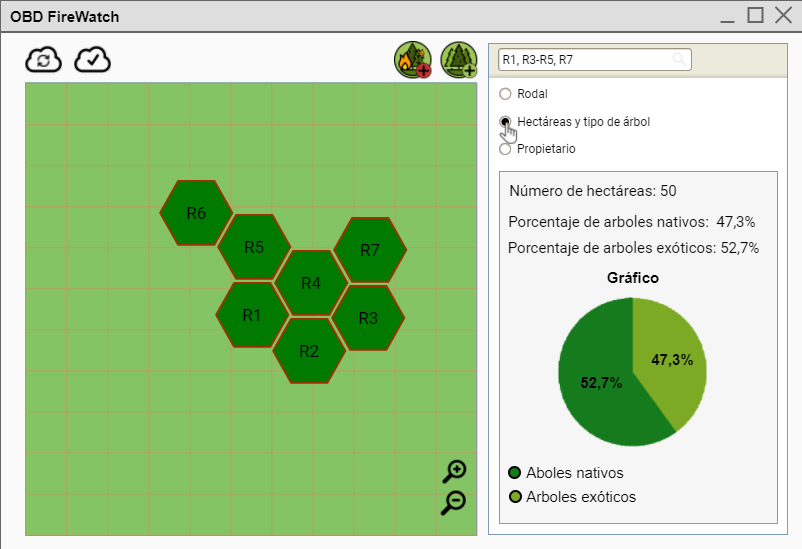 OBD FireWatch
R1, R3-R5, R7
Rodal
Hectáreas y tipo de árbol
Propietario
R6
R5
R7
R4
R1
R3
R2
Número de hectáreas: 50
Porcentaje de arboles nativos: 47,3%
Porcentaje de arboles exóticos: 52,7%
Gráfico
47,3%
52,7%
Aboles nativos
Arboles exóticos